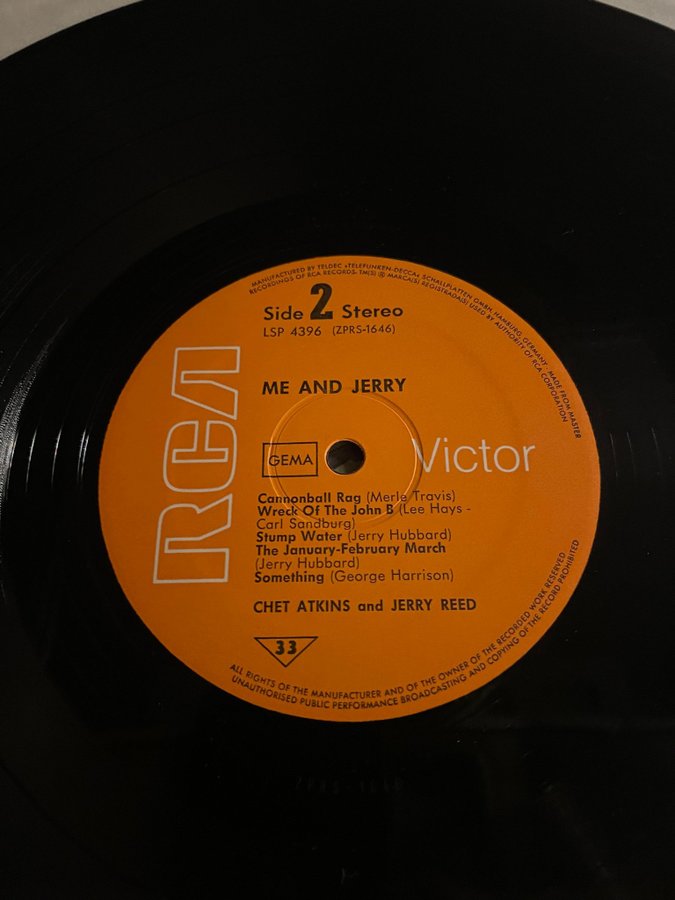 MANUFACTURED BY TELDEC »TELEFUNKEN-DECCA« SCHALLPLATTEN GMBH, HAMBURG, GERMANY · MADE FROM MASTER
RECORDINGS OF RCA RECORDS. TM(S) ® MARCA(S) REGISTRADA(S) USED BY AUTHORITY OF RCA CORPORATION
Side 2 Stereo
LSP 4396 (ZPRS-1646)
RCA
ME AND JERRY
GEMA
Victor
Cannonball Rag (Merle Travis)
Wreck Of The John B (Lee Hays -
Carl Sandburg)
Stump Water (Jerry Hubbard)
The January-February March
(Jerry Hubbard)
Something (George Harrison)
CHET ATKINS and JERRY REED
33
ALL RIGHTS OF THE MANUFACTURER AND OF THE OWNER OF THE RECORDED WORK RESERVED
UNAUTHORISED PUBLIC PERFORMANCE BROADCASTING AND COPYING OF THE RECORD PROHIBITED